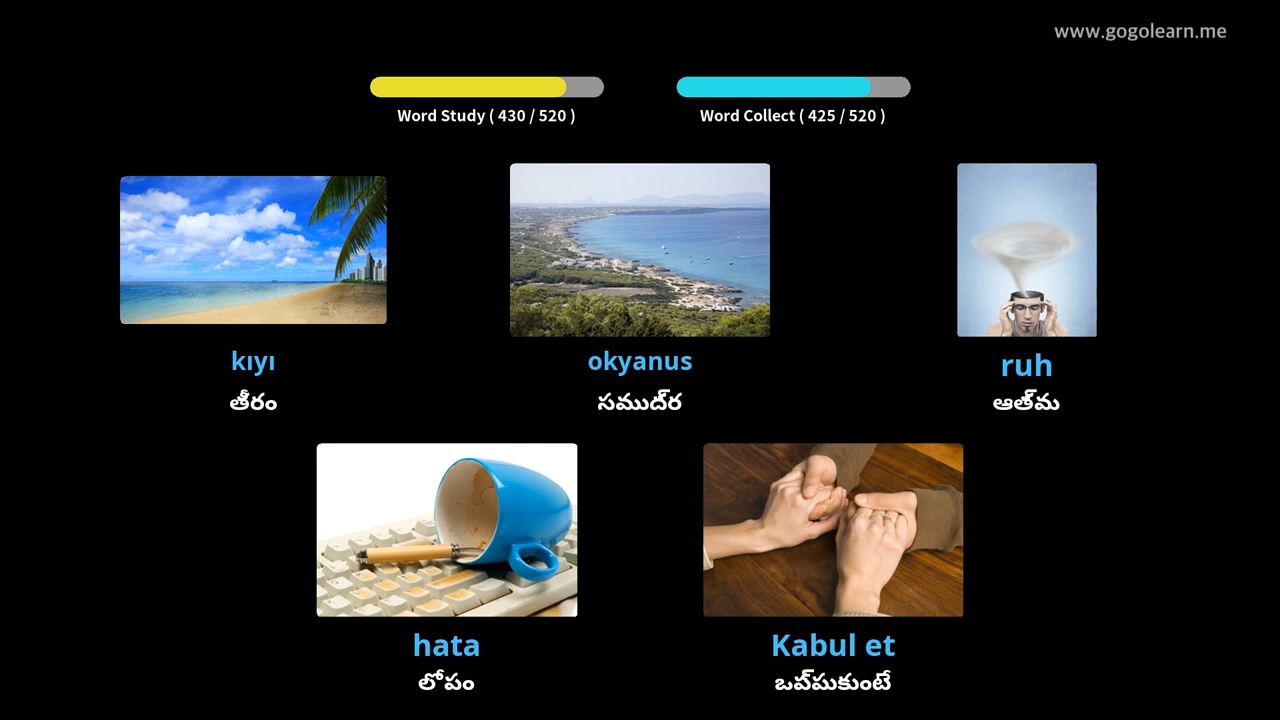 www.gogolearn.me
Word Study ( 430 / 520 )
Word Collect ( 425 / 520 )
kıyı
తీరం
okyanus
సముద్ర
ruh
ఆత్మ
hata
లోపం
Kabul et
ఒప్పుకుంటే